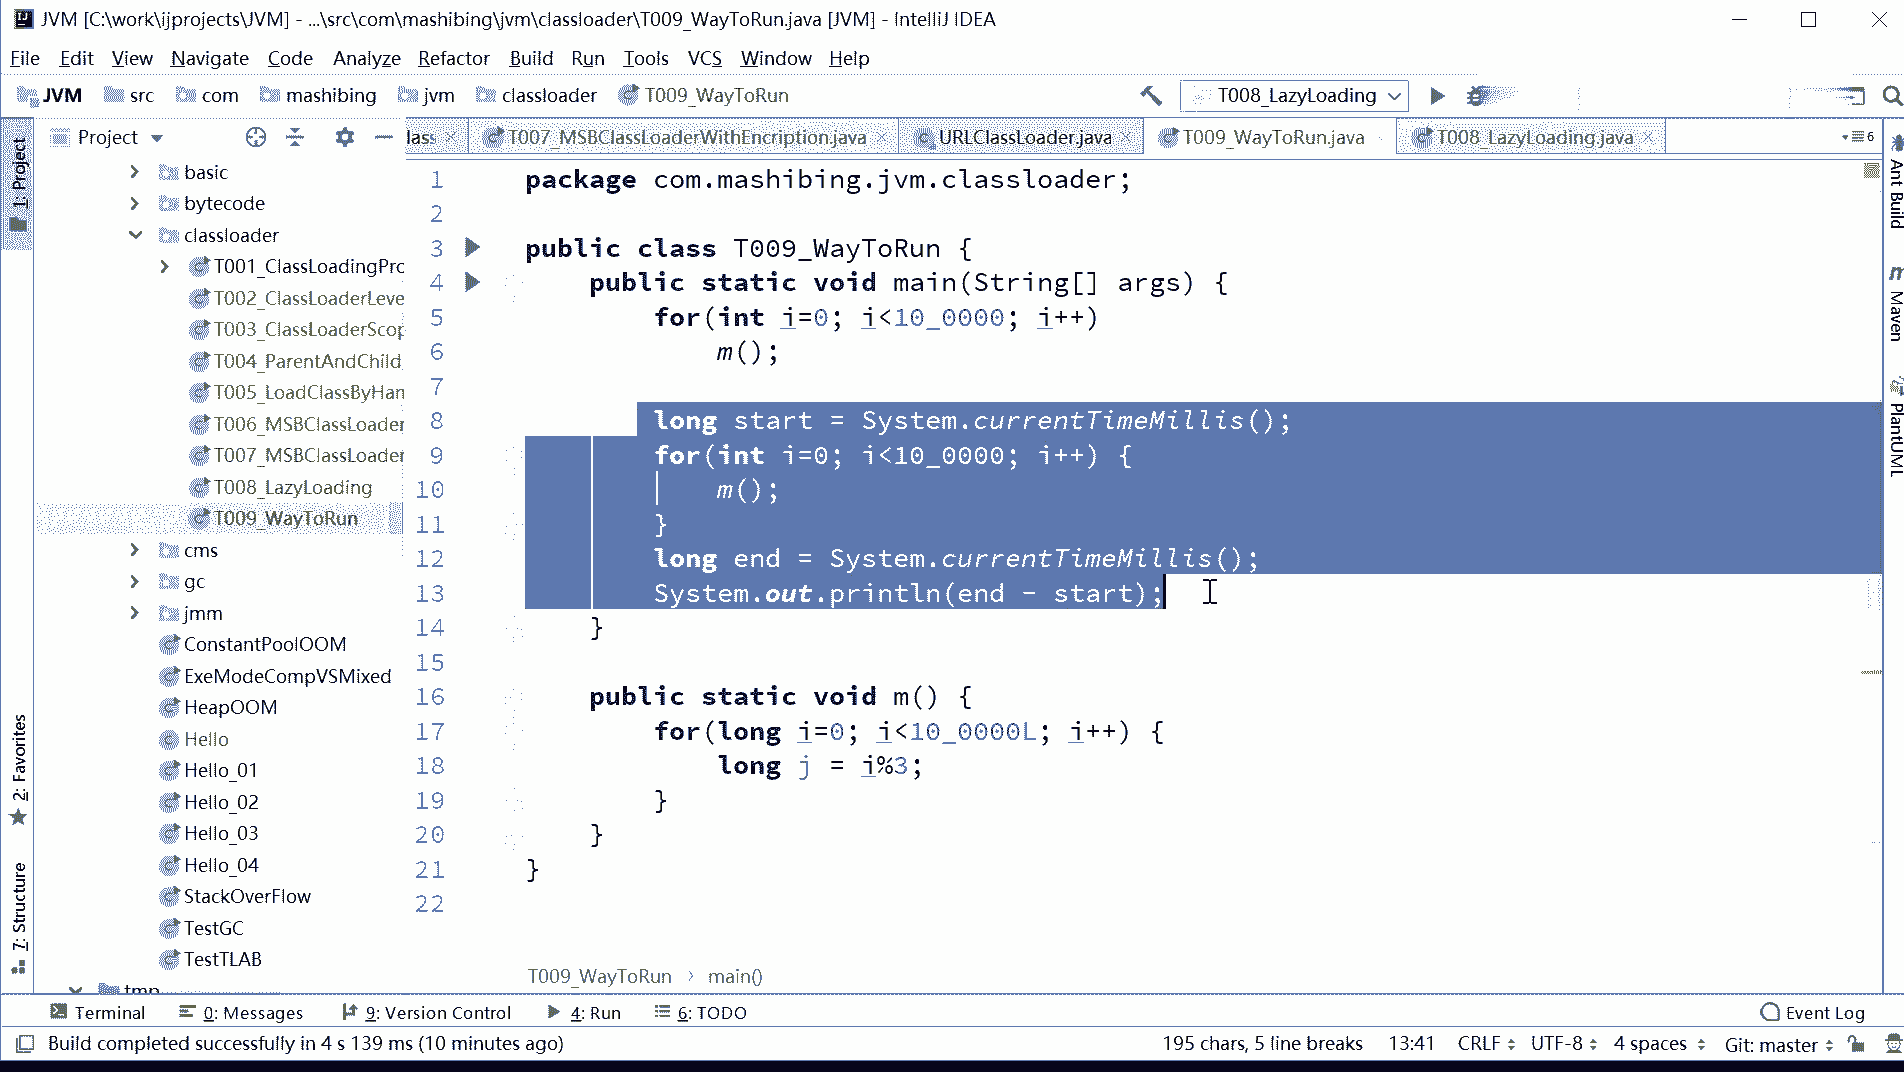 JVM [C:\work\ijprojects\JVM] - ...\src\com\mashibing\jvm\classloader\T009_WayToRun.java [JVM] - IntelliJ IDEA
File Edit View Navigate Code Analyze Refactor Build Run Tools VCS Window Help
JVM src com mashibing jvm classloader T009_WayToRun T008_LazyLoading
Project lass T007_MSBClassLoaderWithEncription.java URLClassLoader.java T009_WayToRun.java T008_LazyLoading.java 6
1: Project
basic
bytecode
classloader
T001_ClassLoadingPro
T002_ClassLoaderLeve
T003_ClassLoaderScop
T004_ParentAndChild
T005_LoadClassByHan
T006_MSBClassLoader
T007_MSBClassLoader
T008_LazyLoading
T009_WayToRun
cms
gc
jmm
ConstantPoolOOM
ExeModeCompVSMixed
HeapOOM
Hello
Hello_01
Hello_02
Hello_03
Hello_04
StackOverFlow
TestGC
TestTLAB
tmp
2: Favorites
7: Structure
1 package com.mashibing.jvm.classloader;
2
3 public class T009_WayToRun {
4 public static void main(String[] args) {
5 for(int i=0; i<10_0000; i++)
6 m();
7
8 long start = System.currentTimeMillis();
9 for(int i=0; i<10_0000; i++) {
10 m();
11 }
12 long end = System.currentTimeMillis();
13 System.out.println(end - start);
14 }
15
16 public static void m() {
17 for(long i=0; i<10_0000L; i++) {
18 long j = i%3;
19 }
20 }
21 }
22
T009_WayToRun › main()
Ant Build
Maven
PlantUML
Terminal 0: Messages 9: Version Control 4: Run 6: TODO Event Log
Build completed successfully in 4 s 139 ms (10 minutes ago) 195 chars, 5 line breaks 13:41 CRLF UTF-8 4 spaces Git: master